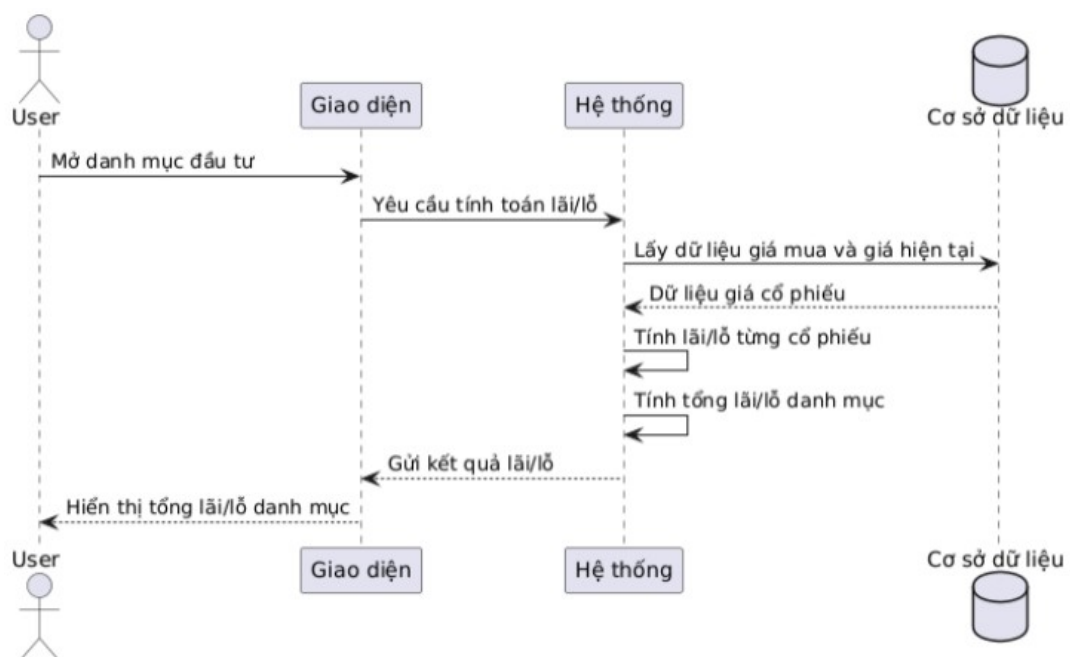 User
Giao diện
Hệ thống
Cơ sở dữ liệu
Mở danh mục đầu tư
Yêu cầu tính toán lãi/lỗ
Lấy dữ liệu giá mua và giá hiện tại
Dữ liệu giá cổ phiếu
Tính lãi/lỗ từng cổ phiếu
Tính tổng lãi/lỗ danh mục
Gửi kết quả lãi/lỗ
Hiển thị tổng lãi/lỗ danh mục
User
Giao diện
Hệ thống
Cơ sở dữ liệu